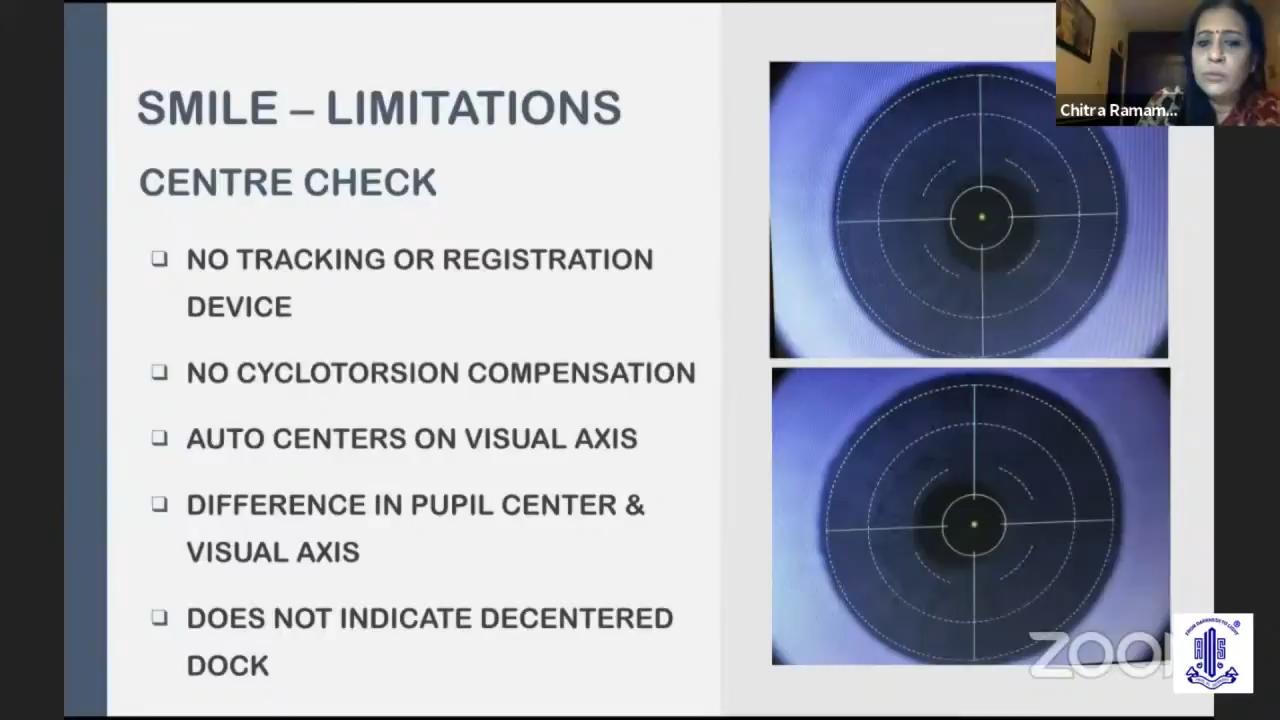 SMILE – LIMITATIONS
Chitra Ramam...
CENTRE CHECK
❑ NO TRACKING OR REGISTRATION
DEVICE
❑ NO CYCLOTORSION COMPENSATION
❑ AUTO CENTERS ON VISUAL AXIS
❑ DIFFERENCE IN PUPIL CENTER &
VISUAL AXIS
❑ DOES NOT INDICATE DECENTERED
DOCK